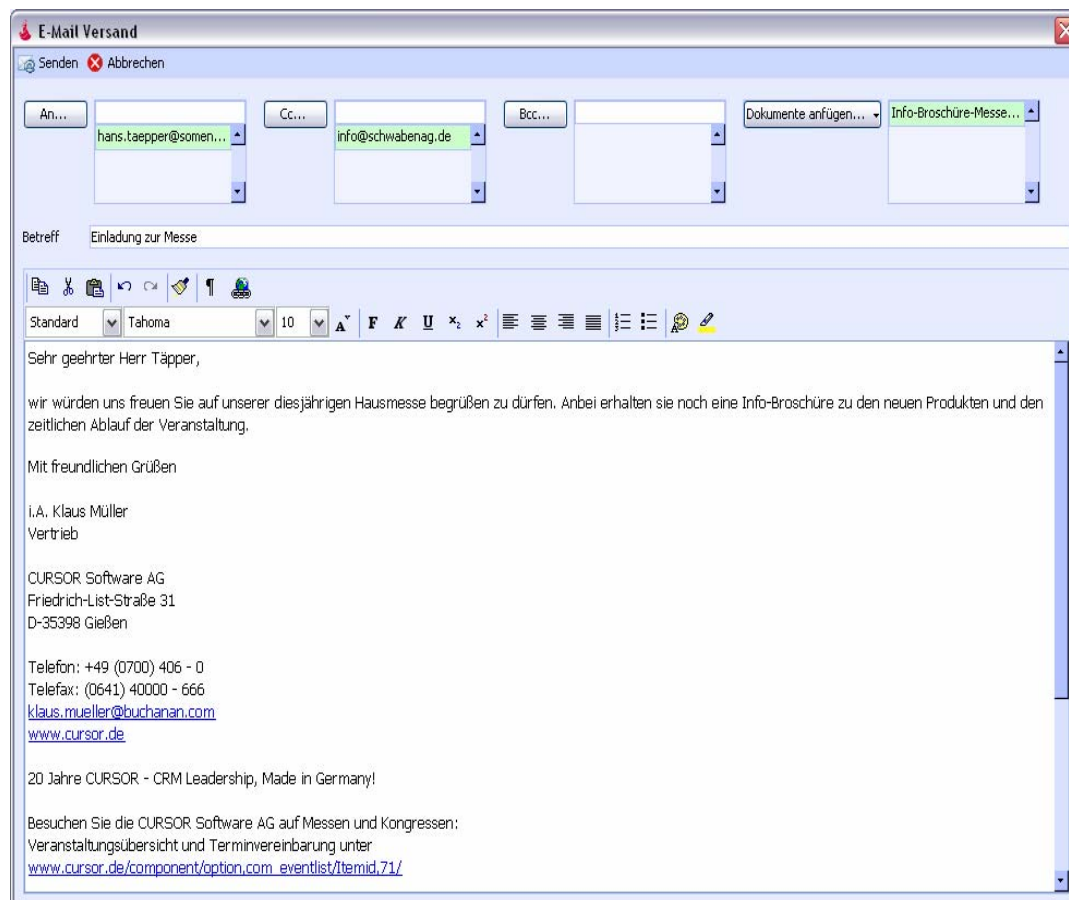 E-Mail Versand
Senden Abbrechen
An... Cc... Bcc... Dokumente anfügen... Info-Broschüre-Messe...
hans.taepper@somen... info@schwabenag.de
Betreff Einladung zur Messe
Standard Tahoma 10 A F K U x₂ x²
Sehr geehrter Herr Täpper,
wir würden uns freuen Sie auf unserer diesjährigen Hausmesse begrüßen zu dürfen. Anbei erhalten sie noch eine Info-Broschüre zu den neuen Produkten und den
zeitlichen Ablauf der Veranstaltung.
Mit freundlichen Grüßen
i.A. Klaus Müller
Vertrieb
CURSOR Software AG
Friedrich-List-Straße 31
D-35398 Gießen
Telefon: +49 (0700) 406 - 0
Telefax: (0641) 40000 - 666
klaus.mueller@buchanan.com
www.cursor.de
20 Jahre CURSOR - CRM Leadership, Made in Germany!
Besuchen Sie die CURSOR Software AG auf Messen und Kongressen:
Veranstaltungsübersicht und Terminvereinbarung unter
www.cursor.de/component/option,com_eventlist/Itemid,71/